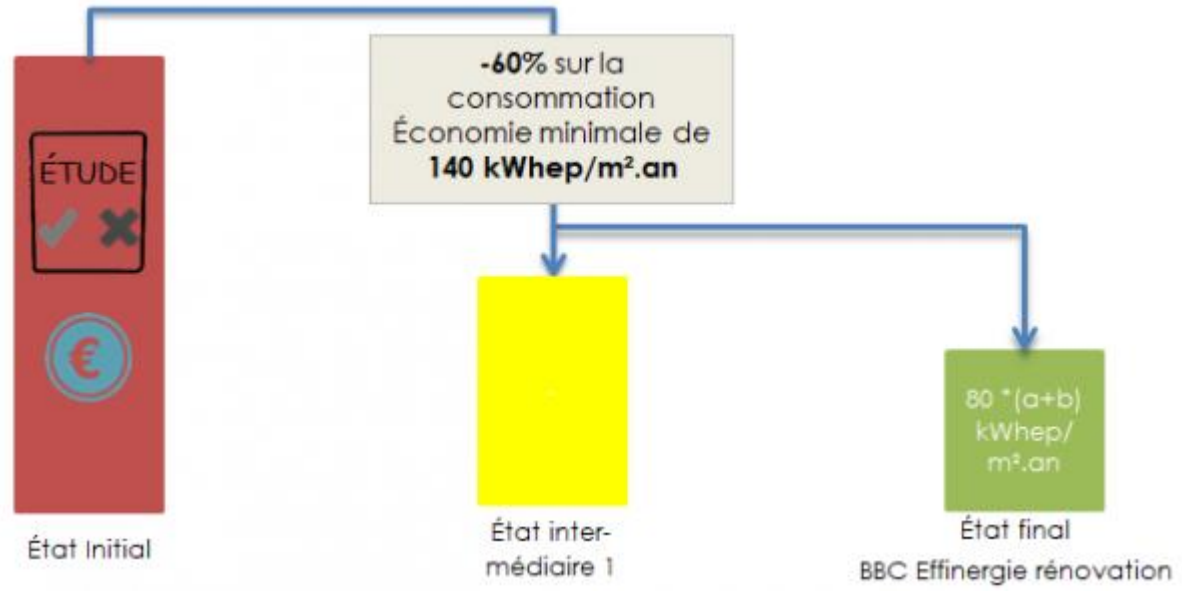 -60% sur la
consommation
Économie minimale de
140 kWhep/m².an
ÉTUDE
€
80 *(a+b)
kWhep/
m².an
État Initial
État inter-
médiaire 1
État final
BBC Effinergie rénovation